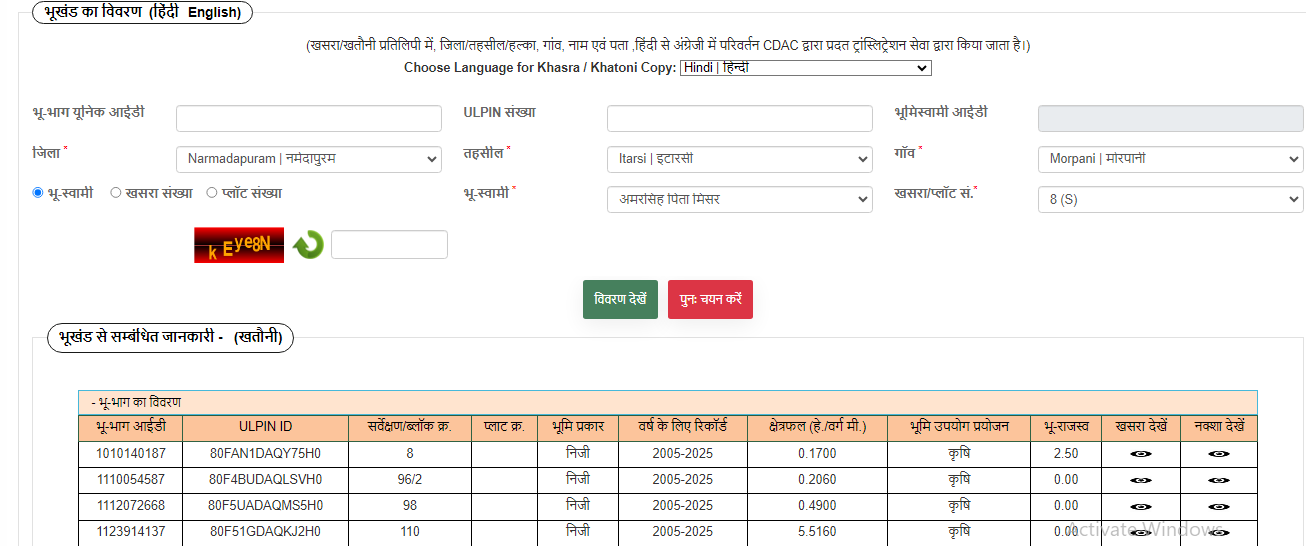 भूखंड का विवरण (हिंदी English)
(खसरा/खतौनी प्रतिलिपी में, जिला/तहसील/हल्का, गांव, नाम एवं पता ,हिंदी से अंग्रेजी में परिवर्तन CDAC द्वारा प्रदत ट्रांस्लिट्रेशन सेवा द्वारा किया जाता है।)
Choose Language for Khasra / Khatoni Copy: Hindi | हिन्दी
भू-भाग यूनिक आईडी ULPIN संख्या भूमिस्वामी आईडी
जिला * Narmadapuram | नर्मदापुरम तहसील * Itarsi | इटारसी गाँव * Morpani | मोरपानी
भू-स्वामी खसरा संख्या प्लॉट संख्या भू-स्वामी * अमरसिंह पिता मिसर खसरा/प्लॉट सं.* 8 (S)
kEye8N
विवरण देखें पुनः चयन करें
भूखंड से सम्बंधित जानकारी - (खतौनी)
- भू-भाग का विवरण
भू-भाग आईडी ULPIN ID सर्वेक्षण/ब्लॉक क्र. प्लाट क्र. भूमि प्रकार वर्ष के लिए रिकॉर्ड क्षेत्रफल (हे./वर्ग मी.) भूमि उपयोग प्रयोजन भू-राजस्व खसरा देखें नक्शा देखें
1010140187 80FAN1DAQY75H0 8 निजी 2005-2025 0.1700 कृषि 2.50
1110054587 80F4BUDAQLSVH0 96/2 निजी 2005-2025 0.2060 कृषि 0.00
1112072668 80F5UADAQMS5H0 98 निजी 2005-2025 0.4900 कृषि 0.00
1123914137 80F51GDAQKJ2H0 110 निजी 2005-2025 5.5160 कृषि 0.00
Activate Windows